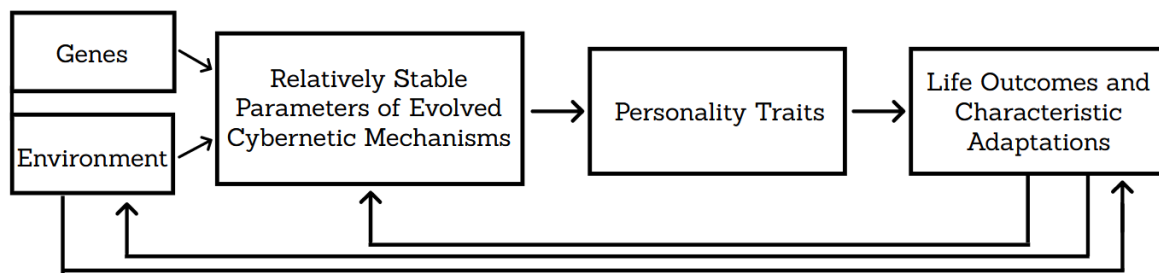 Genes
Environment
Relatively Stable
Parameters of Evolved
Cybernetic Mechanisms
Personality Traits
Life Outcomes and
Characteristic
Adaptations